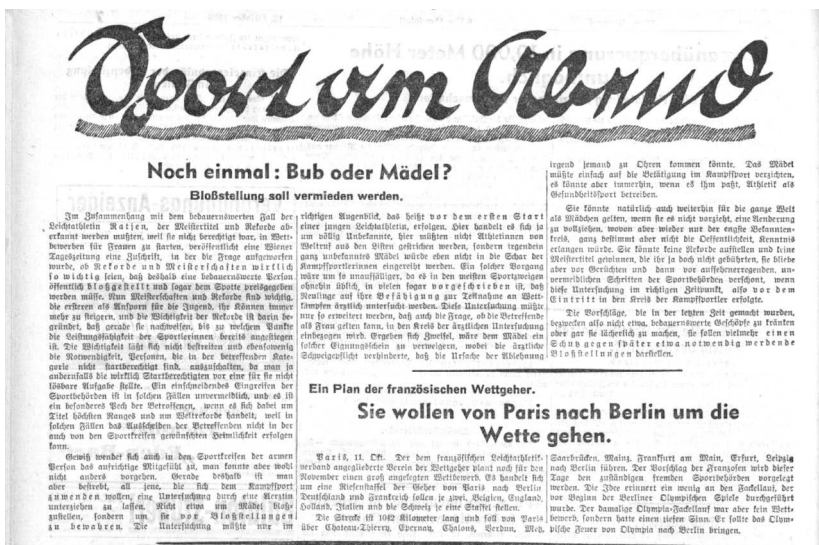 Sport am Abend
Noch einmal: Bub oder Mädel?
Bloßstellung soll vermieden werden.
Im Zusammenhang mit dem bedauernswerten Fall der
Leichtathletin Ratjen, der Meistertitel und Rekorde ab-
erkannt werden mußten, weil sie nicht berechtigt war, in Wett-
bewerben für Frauen zu starten, veröffentlicht eine Wiener
Tageszeitung eine Zuschrift, in der die Frage aufgeworfen
wurde, ob Rekorde und Meisterschaften wirklich
so wichtig seien, daß deshalb eine bedauernswerte Person
öffentlich bloßgestellt und sogar dem Spotte preisgegeben
werden müsse. Nun Meisterschaften und Rekorde sind wichtig,
die ersteren als Ansporn für die Jugend, ihr Können immer
mehr zu steigern, und die Wichtigkeit der Rekorde ist darin be-
gründet, daß gerade sie nachweisen, bis zu welchem Punkte
die Leistungsfähigkeit der Sportlerinnen bereits angestiegen
ist. Die Wichtigkeit läßt sich nicht bestreiten und ebensowenig
die Notwendigkeit, Personen, die in der betreffenden Kate-
gorie nicht startberechtigt sind, auszuschalten, da man ja
andernfalls die wirklich Startberechtigten vor eine für sie nicht
lösbare Aufgabe stellte. Ein einschneidendes Eingreifen der
Sportbehörden ist in solchen Fällen unvermeidlich, und es ist
ein besonderes Pech der Betroffenen, wenn es sich dabei um
Titel höchsten Ranges und um Weltrekorde handelt, weil in
solchen Fällen das Ausscheiden der Betreffenden nicht in der
auch von den Sportkreisen gewünschten Heimlichkeit erfolgen
kann.
Gewiß wendet sich auch in den Sportkreisen der armen
Person das aufrichtige Mitgefühl zu, man konnte aber wohl
nicht anders vorgehen. Gerade deshalb ist man
aber bestrebt, all jene, die sich dem Kampfsport
zuwenden wollen, eine Untersuchung durch eine Aerztin
unterziehen zu lassen. Nicht etwa um Mädel bloß-
zustellen, sondern um sie vor Bloßstellungen
zu bewahren. Die Untersuchung müßte nur im
richtigen Augenblick, das heißt vor dem ersten Start
einer jungen Leichtathletin, erfolgen, hier handelt es sich ja
um völlig Unbekannte, hier müßten nicht Athletinnen von
Weltruf aus den Listen gestrichen werden, sondern irgendein
ganz unbekanntes Mädel würde eben nicht in die Schar der
Kampfsportlerinnen eingereiht werden. Ein solcher Vorgang
wäre um so unauffälliger, da es in den meisten Sportzweigen
ohnehin üblich, in vielen sogar vorgeschrieben ist, daß
Neulinge auf ihre Befähigung zur Teilnahme an Wett-
kämpfen ärztlich untersucht werden. Diese Untersuchung müßte
nur so erweitert werden, daß auch die Frage, ob die Betreffende
als Frau gelten kann, in den Kreis der ärztlichen Untersuchung
einbezogen wird. Ergeben sich Zweifel, wäre dem Mädel ein
solcher Eignungsschein zu verweigern, wobei die ärztliche
Schweigepflicht verhinderte, daß die Ursache der Ablehnung
irgend jemand zu Ohren kommen könnte. Das Mädel
müßte einfach auf die Betätigung im Kampfsport verzichten,
es könnte aber immerhin, wenn es ihm paßt, Athletik als
Gesundheitssport betreiben.
Sie könnte natürlich auch weiterhin für die ganze Welt
als Mädchen gelten, wenn sie es nicht vorzieht, eine Aenderung
zu vollziehen, wovon aber wieder nur der engste Bekannten-
kreis, ganz bestimmt aber nicht die Oeffentlichkeit, Kenntnis
erlangen würde. Sie könnte keine Rekorde aufstellen und keine
Meistertitel gewinnen, die ihr ja doch nicht gebührten, sie bliebe
aber vor Gerüchten und dann vor aufsehenerregenden, un-
vermeidlichen Schritten der Sportbehörden verschont, wenn
diese Untersuchung im richtigen Zeitpunkt, also vor dem
Eintritt in den Kreis der Kampfsportler erfolgte.
Die Vorschläge, die in der letzten Zeit gemacht wurden,
bezwecken also nicht etwa, bedauernswerte Geschöpfe zu kränken
oder gar sie lächerlich zu machen, sie sollen vielmehr einen
Schutz gegen später etwa notwendig werdende
Bloßstellungen darstellen.
Ein Plan der französischen Wettgeher.
Sie wollen von Paris nach Berlin um die
Wette gehen.
Paris, 11. Okt. Der dem französischen Leichtathletik-
verband angegliederte Verein der Wettgeher plant noch für den
November einen groß angelegten Wettbewerb. Es handelt sich
um eine Riesenstaffel der Geher von Paris nach Berlin
Deutschland und Frankreich sollen je zwei, Belgien, England,
Holland, Italien und die Schweiz je eine Staffel stellen.
Die Strecke ist 1042 Kilometer lang und soll von Paris
über Chateau-Thierry, Epernay, Chalons, Verdun, Metz,
Saarbrücken, Mainz, Frankfurt am Main, Erfurt, Leipzig
nach Berlin führen. Der Vorschlag der Franzosen wird dieser
Tage den zuständigen fremden Sportbehörden vorgelegt
werden. Die Idee erinnert ein wenig an den Fackellauf, der
vor Beginn der Berliner Olympischen Spiele durchgeführt
wurde. Der damalige Olympia-Fackellauf war aber kein Wett-
bewerb, sondern hatte einen tiefen Sinn. Er sollte das Olym-
pische Feuer von Olympia nach Berlin bringen.